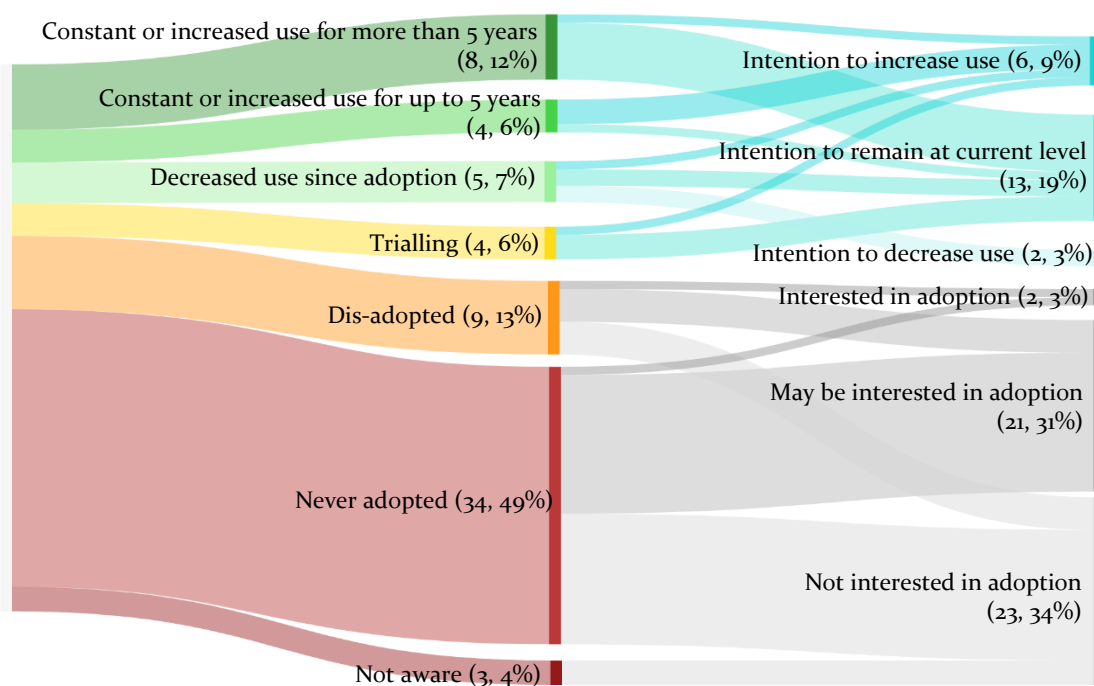 Constant or increased use for more than 5 years
(8, 12%)
Constant or increased use for up to 5 years
(4, 6%)
Decreased use since adoption (5, 7%)
Trialling (4, 6%)
Dis-adopted (9, 13%)
Never adopted (34, 49%)
Not aware (3, 4%)
Intention to increase use (6, 9%)
Intention to remain at current level
(13, 19%)
Intention to decrease use (2, 3%)
Interested in adoption (2, 3%)
May be interested in adoption
(21, 31%)
Not interested in adoption
(23, 34%)